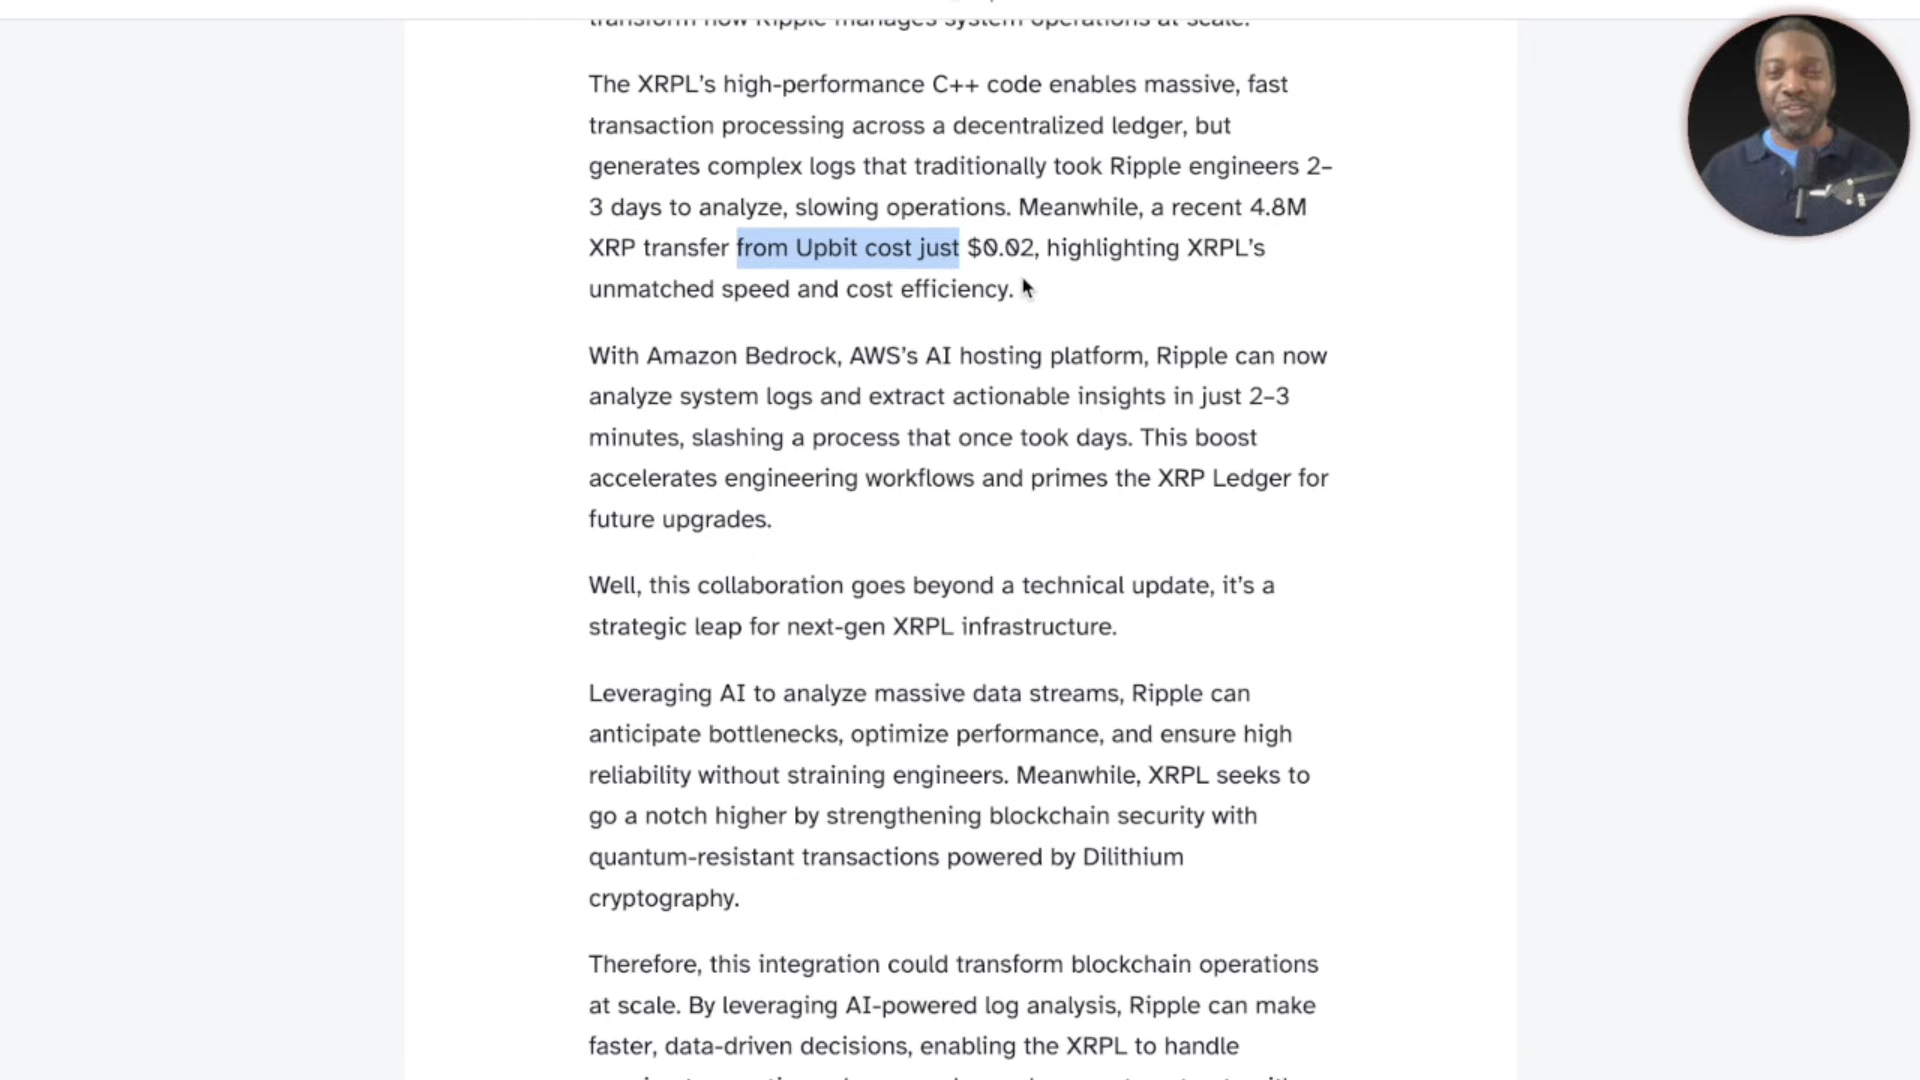 transform how Ripple manages system operations at scale.
The XRPL’s high-performance C++ code enables massive, fast
transaction processing across a decentralized ledger, but
generates complex logs that traditionally took Ripple engineers 2–
3 days to analyze, slowing operations. Meanwhile, a recent 4.8M
XRP transfer from Upbit cost just $0.02, highlighting XRPL’s
unmatched speed and cost efficiency.
With Amazon Bedrock, AWS’s AI hosting platform, Ripple can now
analyze system logs and extract actionable insights in just 2–3
minutes, slashing a process that once took days. This boost
accelerates engineering workflows and primes the XRP Ledger for
future upgrades.
Well, this collaboration goes beyond a technical update, it’s a
strategic leap for next-gen XRPL infrastructure.
Leveraging AI to analyze massive data streams, Ripple can
anticipate bottlenecks, optimize performance, and ensure high
reliability without straining engineers. Meanwhile, XRPL seeks to
go a notch higher by strengthening blockchain security with
quantum-resistant transactions powered by Dilithium
cryptography.
Therefore, this integration could transform blockchain operations
at scale. By leveraging AI-powered log analysis, Ripple can make
faster, data-driven decisions, enabling the XRPL to handle